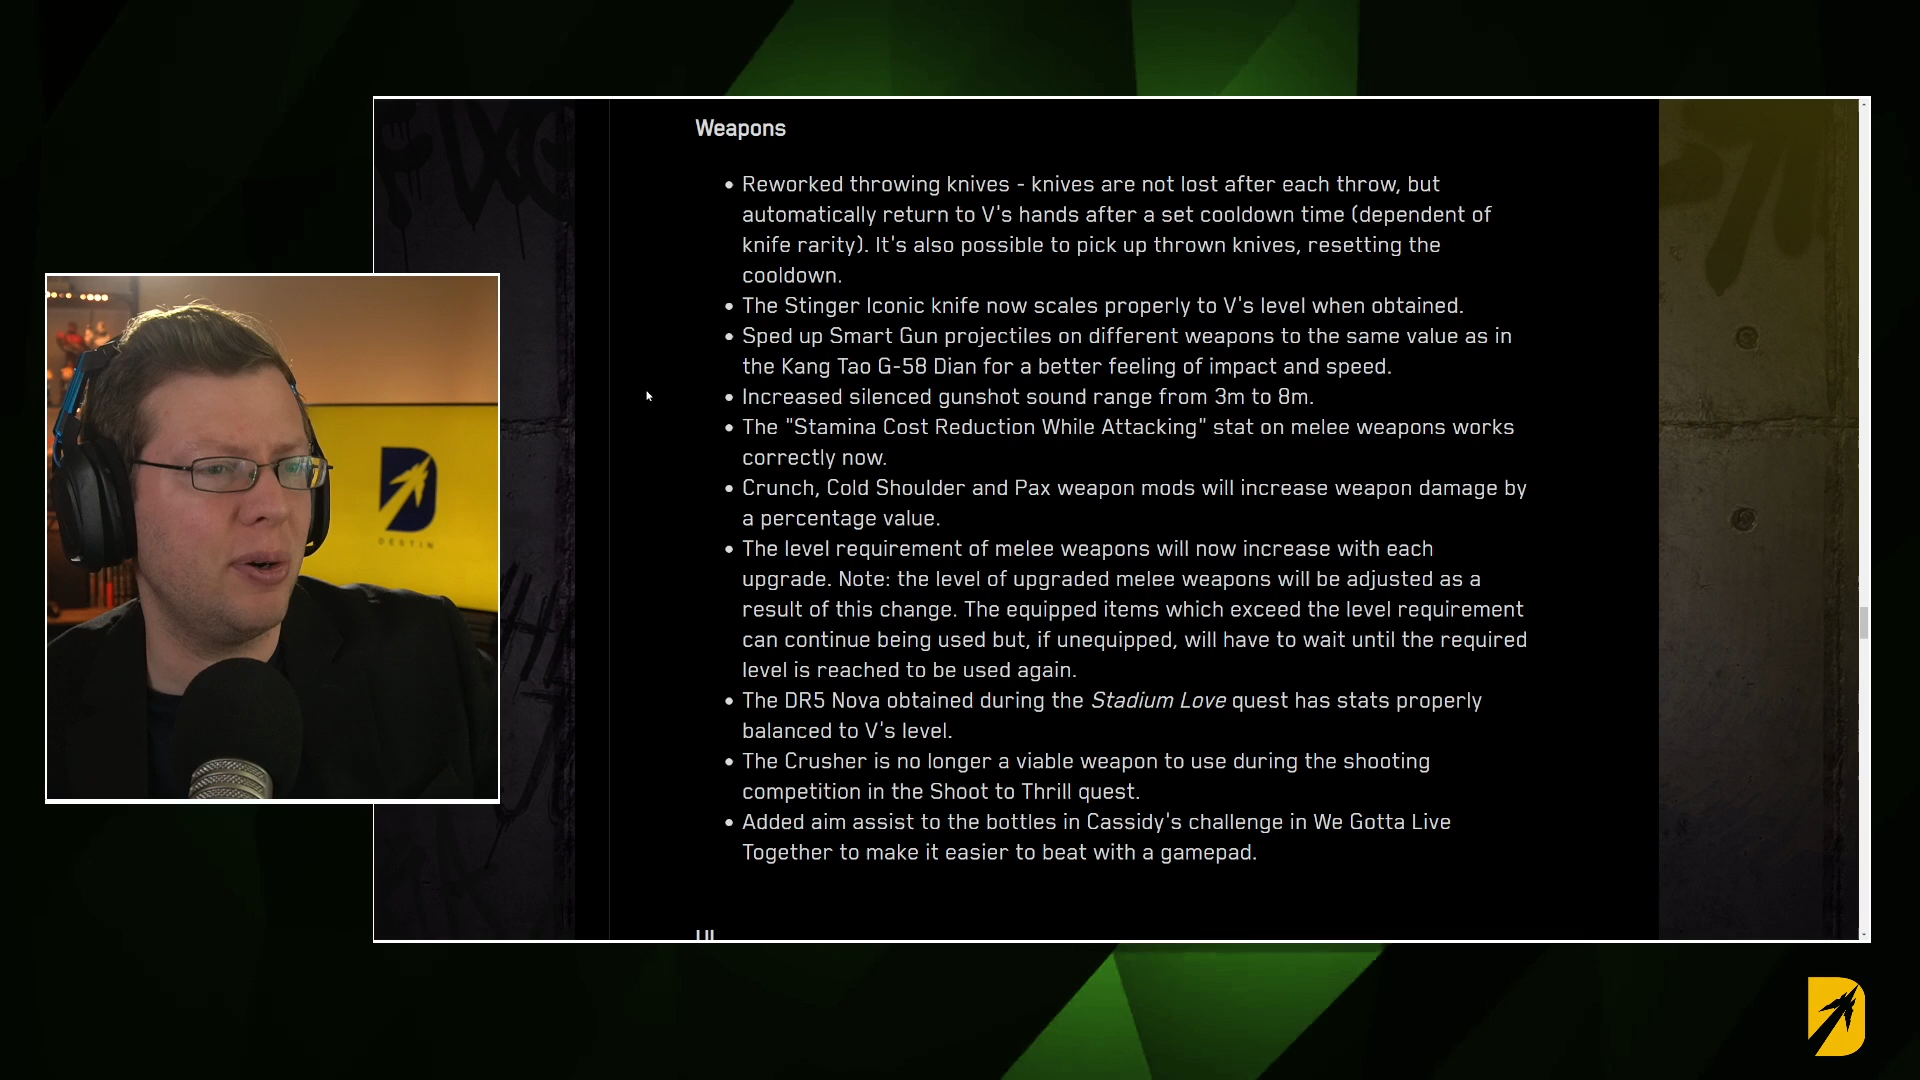 Weapons
Reworked throwing knives - knives are not lost after each throw, but
automatically return to V's hands after a set cooldown time (dependent of
knife rarity). It's also possible to pick up thrown knives, resetting the
cooldown.
The Stinger Iconic knife now scales properly to V's level when obtained.
Sped up Smart Gun projectiles on different weapons to the same value as in
the Kang Tao G-58 Dian for a better feeling of impact and speed.
Increased silenced gunshot sound range from 3m to 8m.
The "Stamina Cost Reduction While Attacking" stat on melee weapons works
correctly now.
Crunch, Cold Shoulder and Pax weapon mods will increase weapon damage by
a percentage value.
The level requirement of melee weapons will now increase with each
upgrade. Note: the level of upgraded melee weapons will be adjusted as a
result of this change. The equipped items which exceed the level requirement
can continue being used but, if unequipped, will have to wait until the required
level is reached to be used again.
The DR5 Nova obtained during the Stadium Love quest has stats properly
balanced to V's level.
The Crusher is no longer a viable weapon to use during the shooting
competition in the Shoot to Thrill quest.
Added aim assist to the bottles in Cassidy's challenge in We Gotta Live
Together to make it easier to beat with a gamepad.
UI
DESTIN